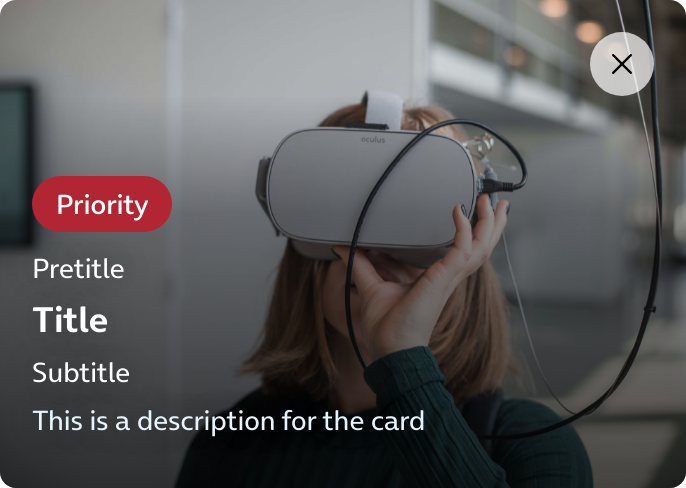 oculus
Priority
Pretitle
Title
Subtitle
This is a description for the card